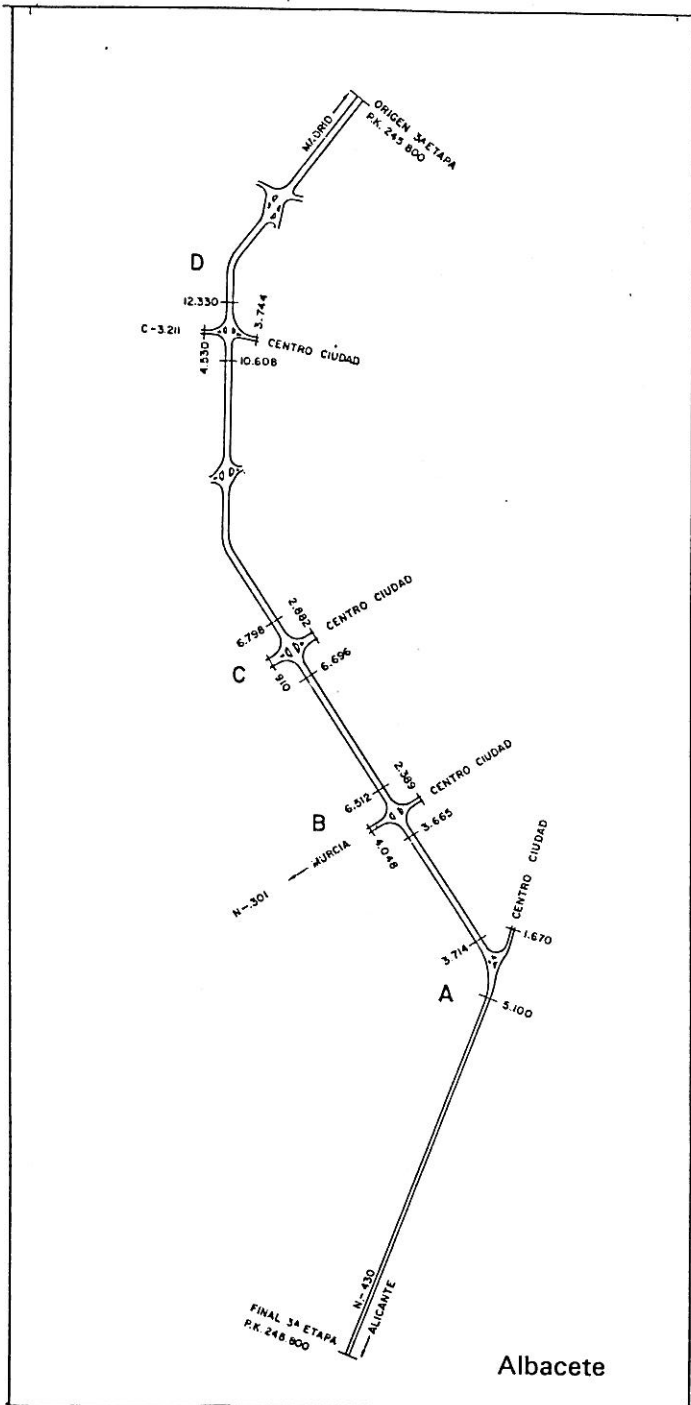 MADRID
ORIGEN 3A ETAPA
P.K. 245 800
D
12.330
3.744
C-3.211
4.530
CENTRO CIUDAD
10.608
2.882
CENTRO CIUDAD
6.798
C
910
6.696
2.389
CENTRO CIUDAD
6.512
B
3.665
4.048
MURCIA
N-.301
CENTRO CIUDAD
1.670
3.714
A
5.100
N.-430
ALICANTE
FINAL 3A ETAPA
P.K. 248 800
Albacete